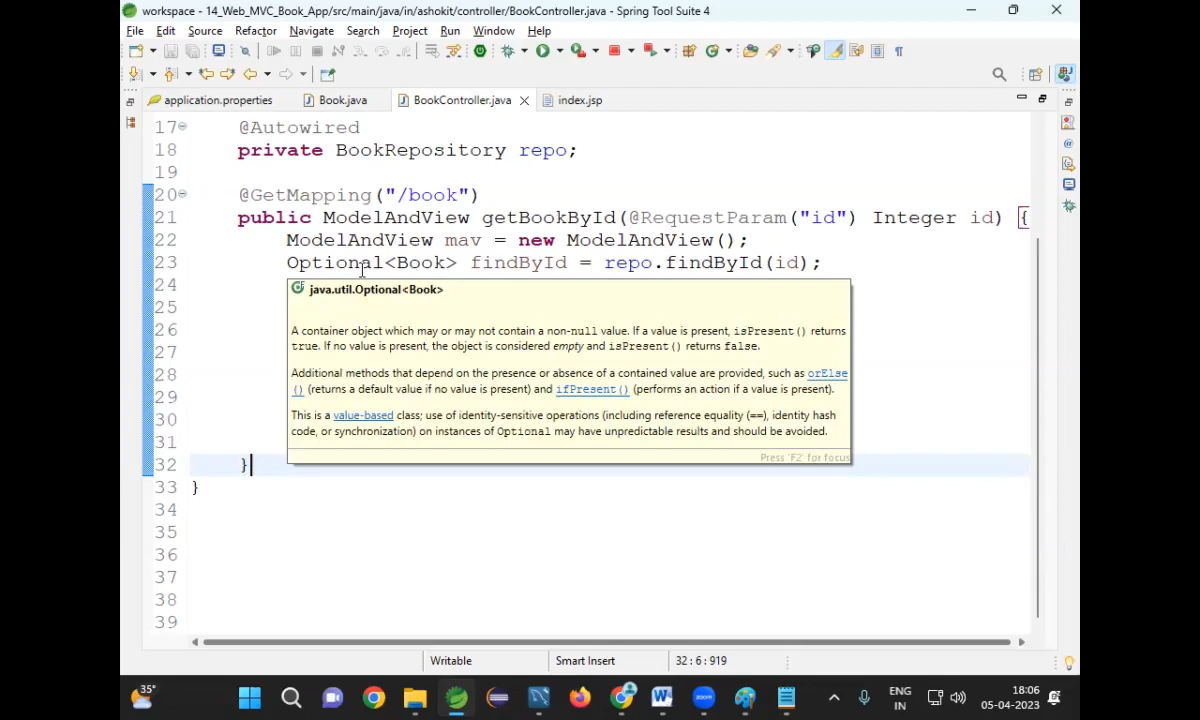 workspace - 14_Web_MVC_Book_App/src/main/java/in/ashokit/controller/BookController.java - Spring Tool Suite 4
File Edit Source Refactor Navigate Search Project Run Window Help
application.properties Book.java BookController.java index.jsp
17 @Autowired
18 private BookRepository repo;
19
20 @GetMapping("/book")
21 public ModelAndView getBookById(@RequestParam("id") Integer id) {
22 ModelAndView mav = new ModelAndView();
23 Optional<Book> findById = repo.findById(id);
24
java.util.Optional<Book>
25
26
A container object which may or may not contain a non-null value. If a value is present, isPresent() returns
true. If no value is present, the object is considered empty and isPresent() returns false.
27
28
Additional methods that depend on the presence or absence of a contained value are provided, such as orElse
() (returns a default value if no value is present) and ifPresent() (performs an action if a value is present).
29
30
This is a value-based class; use of identity-sensitive operations (including reference equality (==), identity hash
code, or synchronization) on instances of Optional may have unpredictable results and should be avoided.
31
Press 'F2' for focus
32 }
33 }
34
35
36
37
38
39
Writable Smart Insert 32 : 6 : 919
35°
ENG
IN
18:06
05-04-2023
zoom